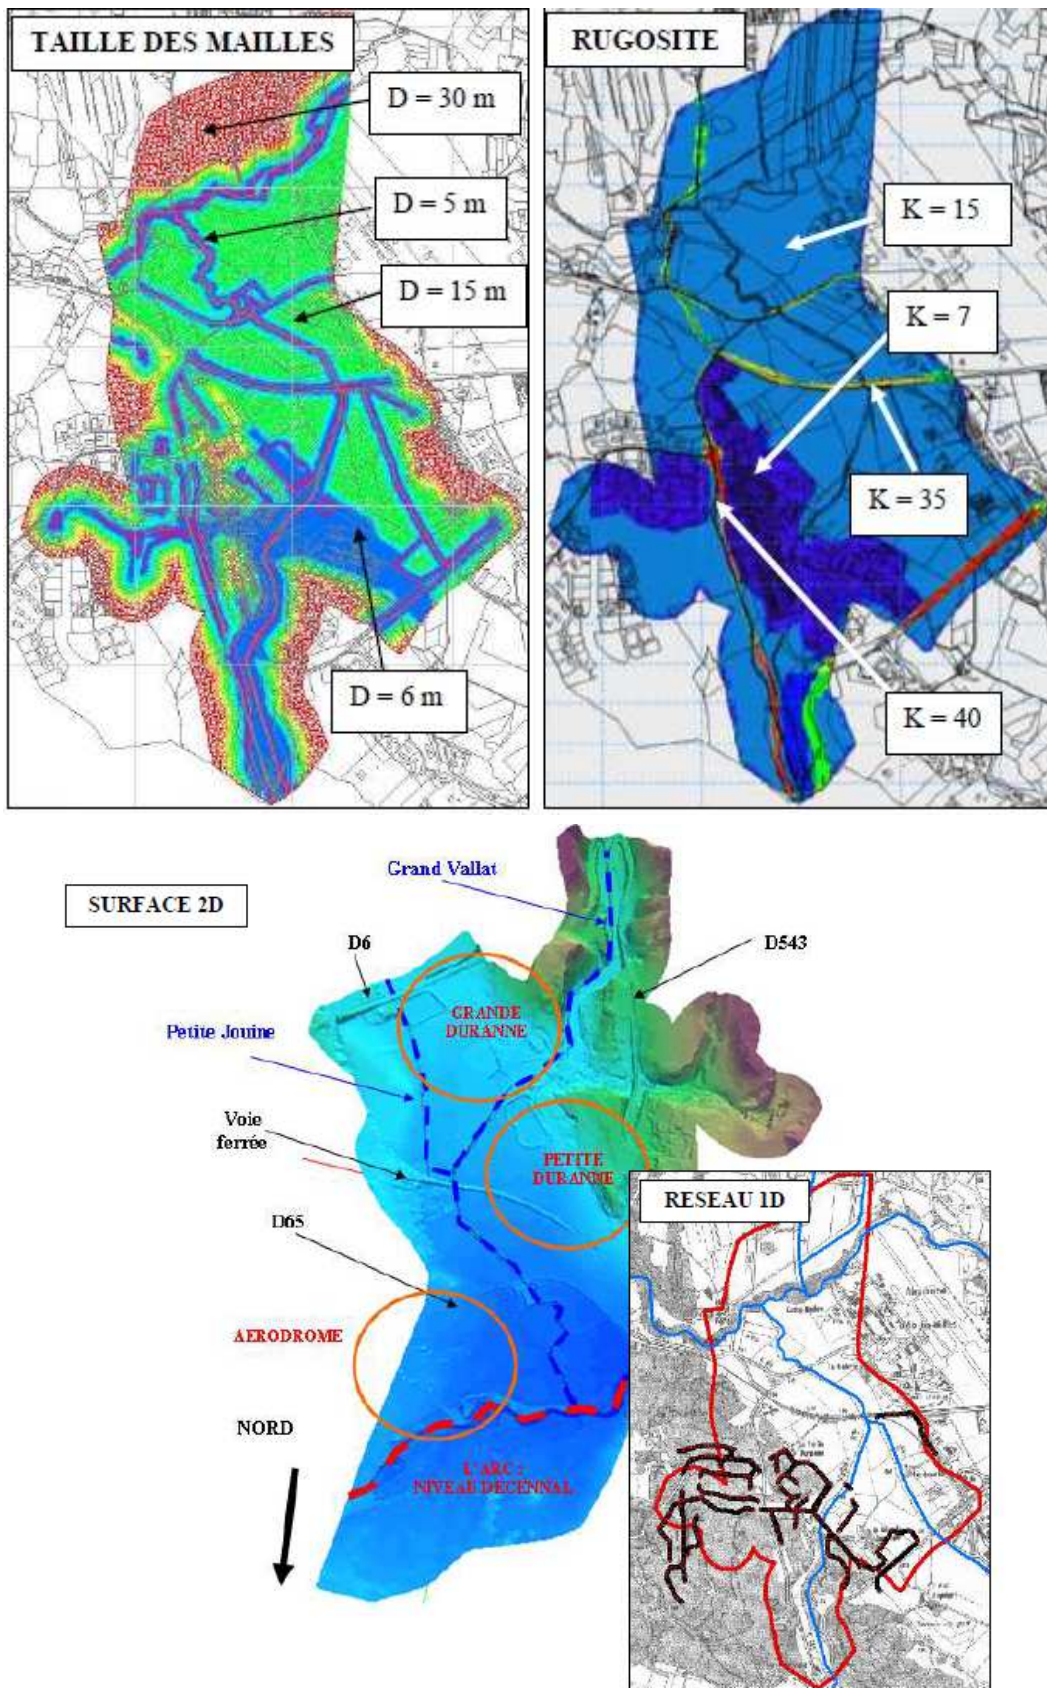 TAILLE DES MAILLES
D = 30 m
D = 5 m
D = 15 m
D = 6 m
RUGOSITE
K = 15
K = 7
K = 35
K = 40
SURFACE 2D
Grand Vallat
D6
D543
GRANDE
DURANNE
Petite Jouine
Voie
ferrée
PETITE
DURANNE
D65
AERODROME
NORD
L'ARC :
NIVEAU DECENNAL
RESEAU 1D